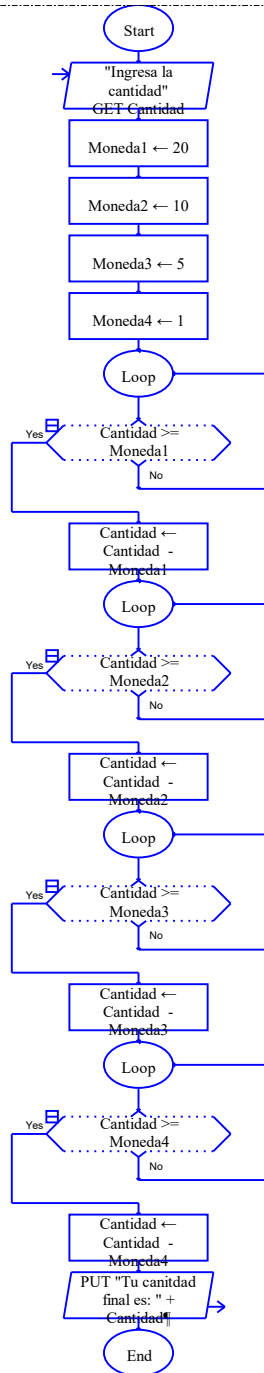 Start
"Ingresa la
cantidad"
GET Cantidad
Moneda1 ← 20
Moneda2 ← 10
Moneda3 ← 5
Moneda4 ← 1
Loop
Yes
Cantidad >=
Moneda1
No
Cantidad ←
Cantidad -
Moneda1
Loop
Yes
Cantidad >=
Moneda2
No
Cantidad ←
Cantidad -
Moneda2
Loop
Yes
Cantidad >=
Moneda3
No
Cantidad ←
Cantidad -
Moneda3
Loop
Yes
Cantidad >=
Moneda4
No
Cantidad ←
Cantidad -
Moneda4
PUT "Tu canitdad
final es: " +
Cantidad¶
End